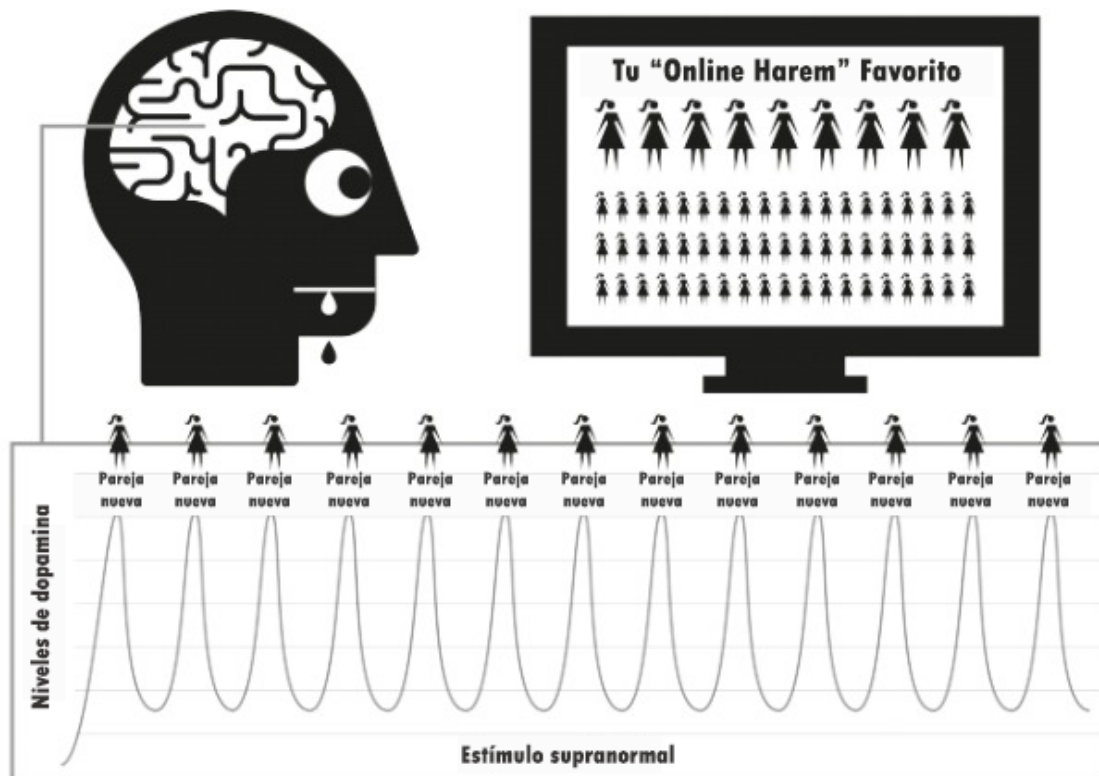 Tu “Online Harem” Favorito
Pareja Pareja Pareja Pareja Pareja Pareja Pareja Pareja Pareja Pareja Pareja Pareja Pareja
nueva nueva nueva nueva nueva nueva nueva nueva nueva nueva nueva nueva nueva
Niveles de dopamina
Estímulo supranormal